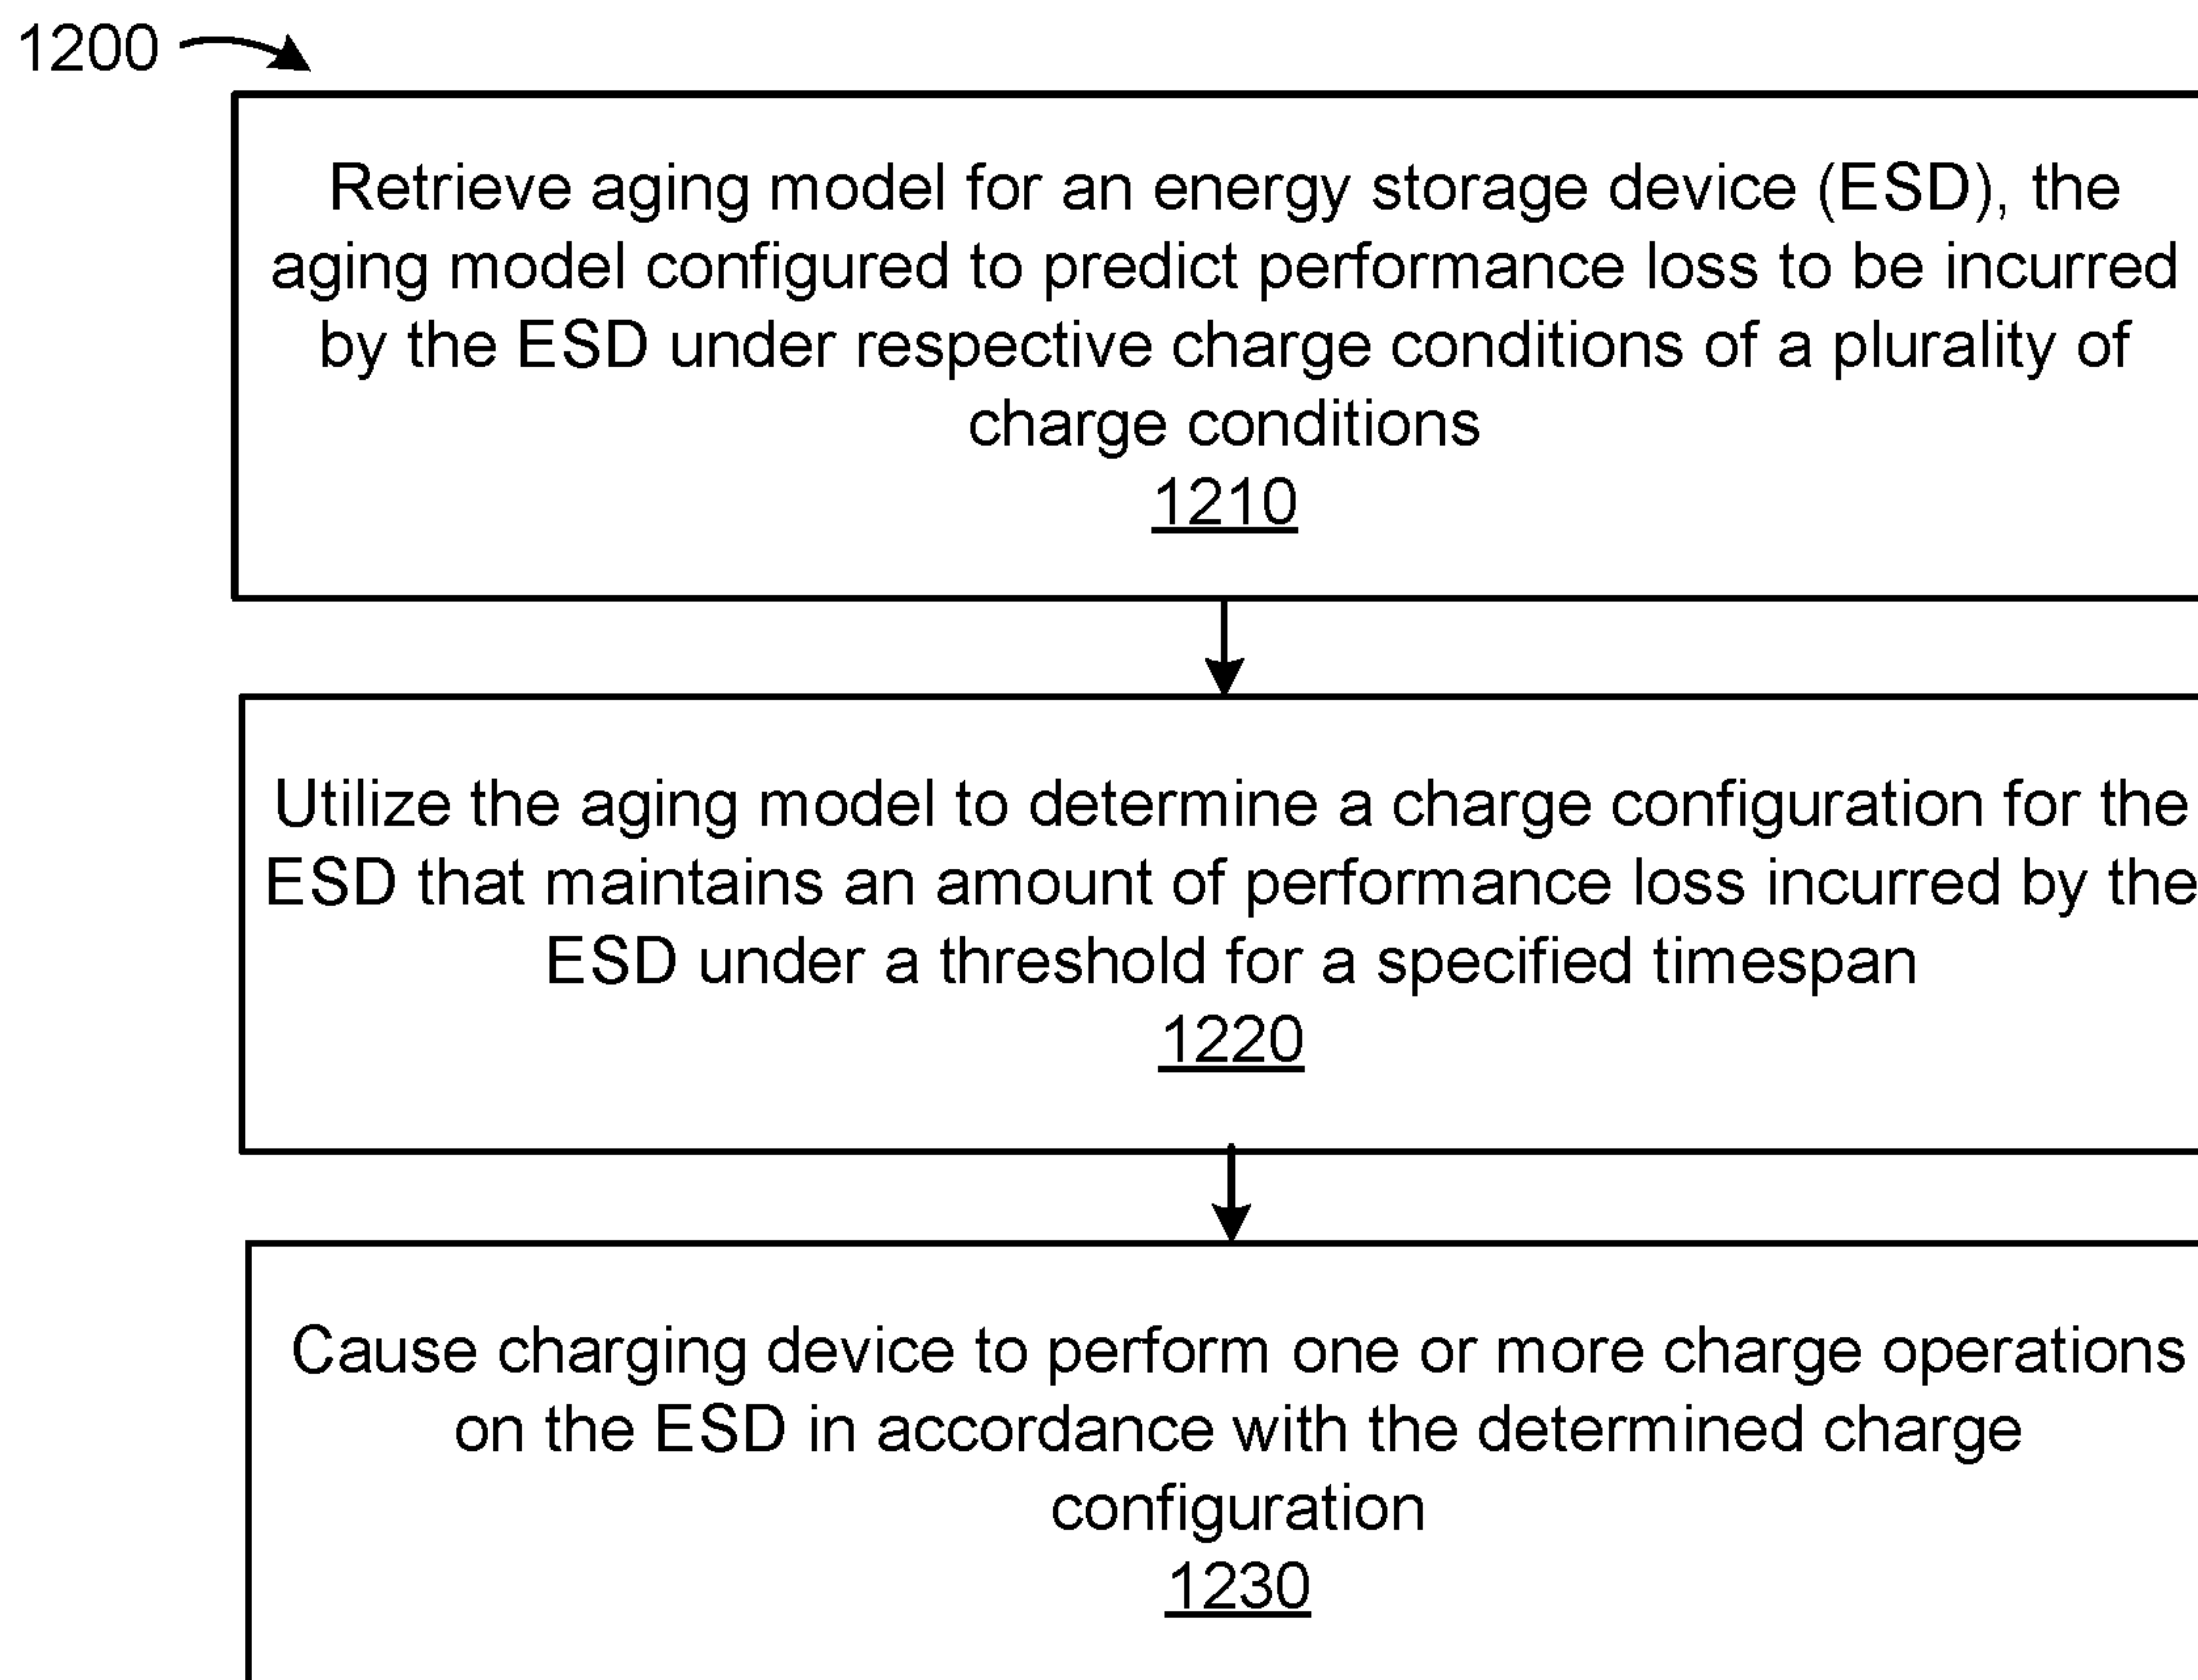 1200
Retrieve aging model for an energy storage device (ESD), the
aging model configured to predict performance loss to be incurred
by the ESD under respective charge conditions of a plurality of
charge conditions
1210
Utilize the aging model to determine a charge configuration for the
ESD that maintains an amount of performance loss incurred by the
ESD under a threshold for a specified timespan
1220
Cause charging device to perform one or more charge operations
on the ESD in accordance with the determined charge
configuration
1230